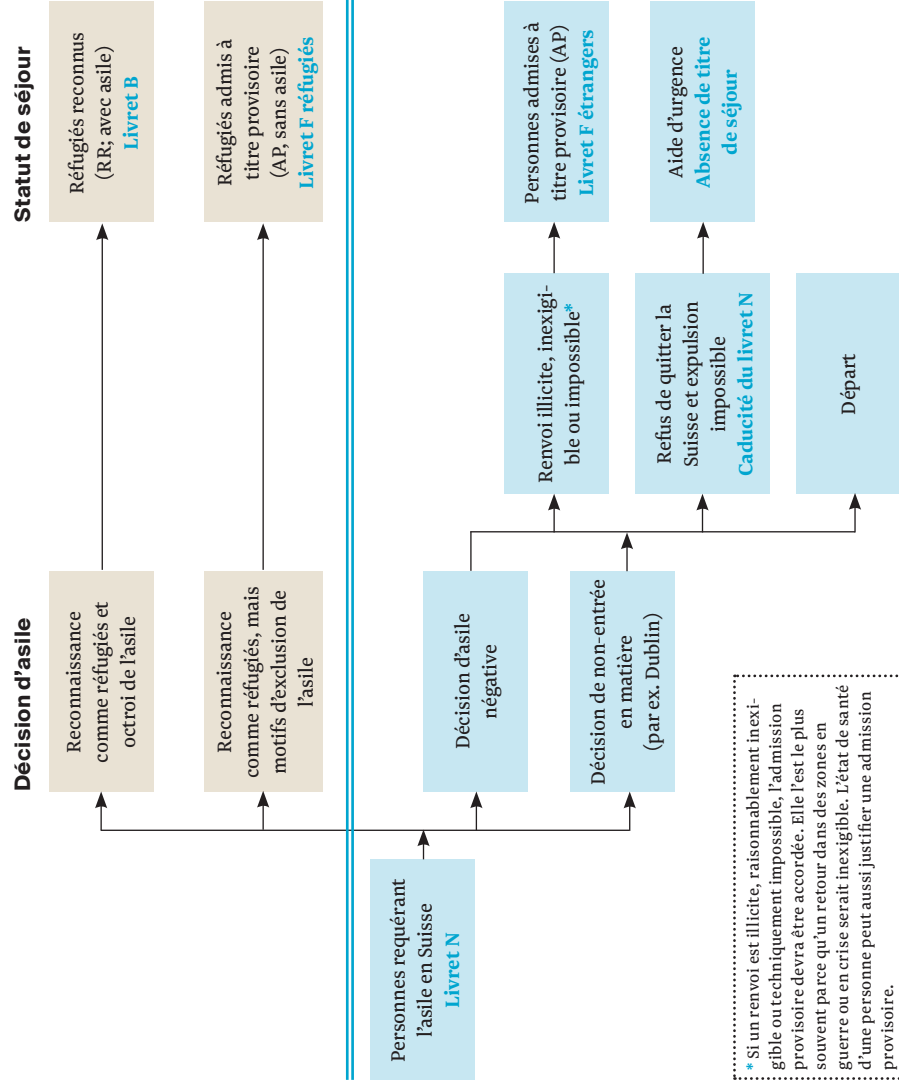 Décision d'asile
Statut de séjour
Reconnaissance
comme réfugiés et
octroi de l'asile
Réfugiés reconnus
(RR; avec asile)
Livret B
Reconnaissance
comme réfugiés, mais
motifs d'exclusion de
l'asile
Réfugiés admis à
titre provisoire
(AP, sans asile)
Livret F réfugiés
Personnes requérant
l'asile en Suisse
Livret N
Décision d'asile
négative
Décision de non-entrée
en matière
(par ex. Dublin)
Renvoi illicite, inexigi-
ble ou impossible*
Personnes admises à
titre provisoire (AP)
Livret F étrangers
Refus de quitter la
Suisse et expulsion
impossible
Caducité du livret N
Aide d'urgence
Absence de titre
de séjour
Départ
* Si un renvoi est illicite, raisonnablement inexi-
gible ou techniquement impossible, l'admission
provisoire devra être accordée. Elle l'est le plus
souvent parce qu'un retour dans des zones en
guerre ou en crise serait inexigible. L'état de santé
d'une personne peut aussi justifier une admission
provisoire.